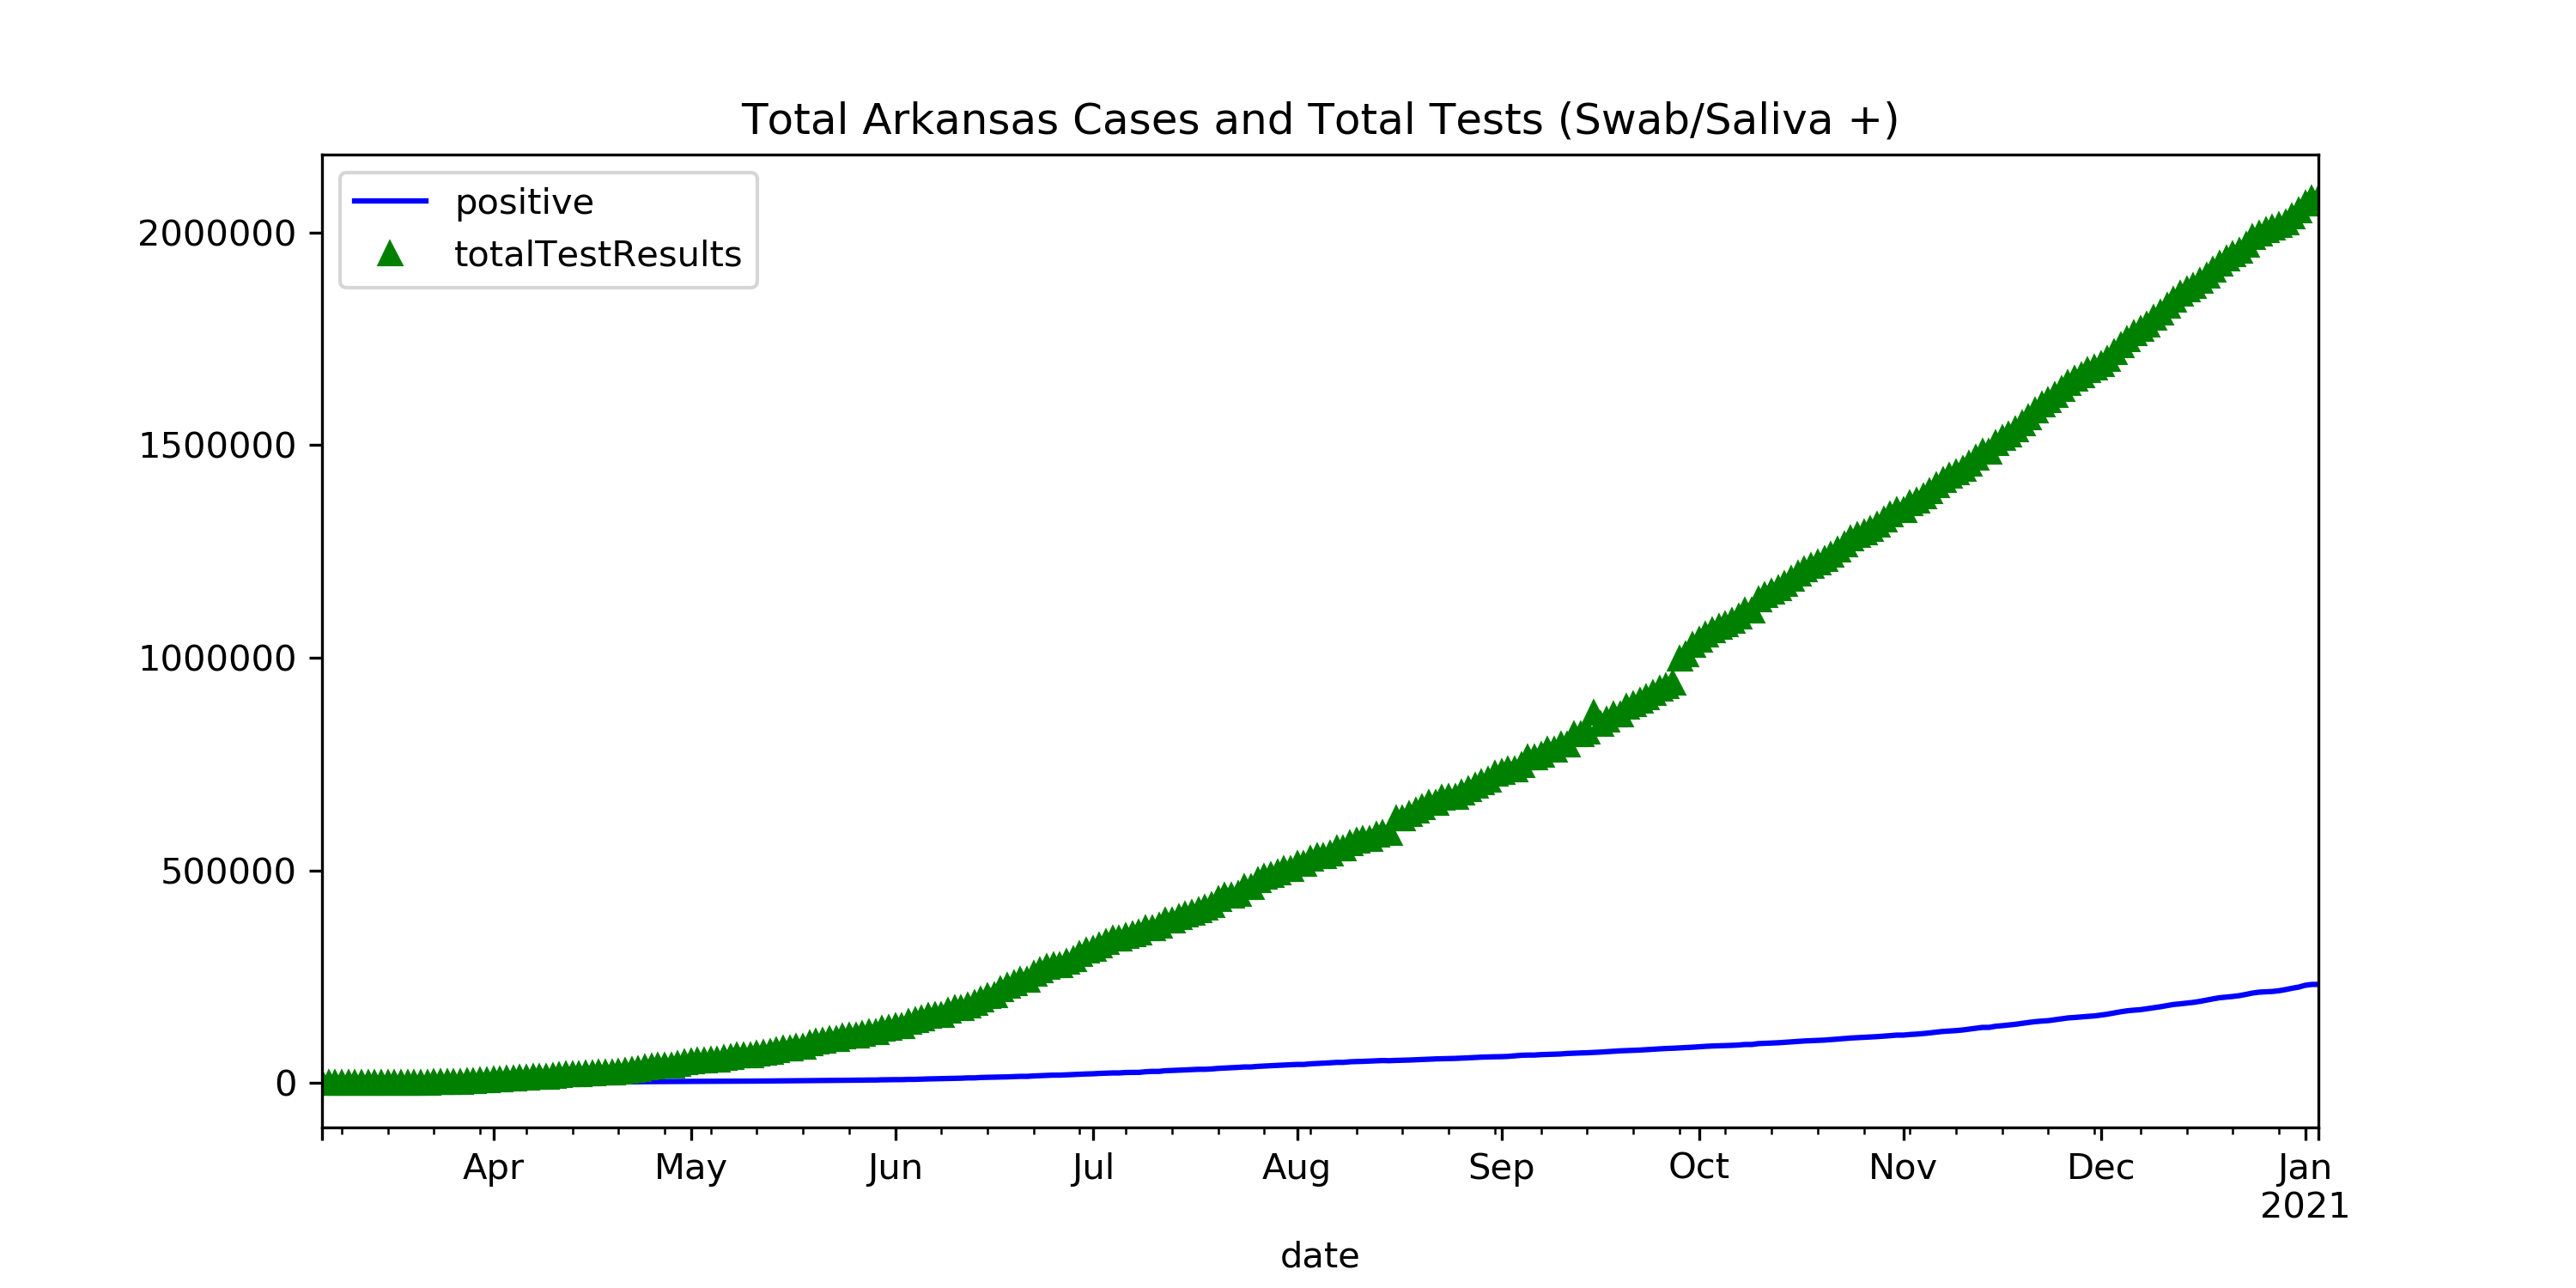 Total Arkansas Cases and Total Tests (Swab/Saliva +)
positive
totalTestResults
2000000
1500000
1000000
500000
0
Apr May Jun Jul Aug Sep Oct Nov Dec Jan
2021
date